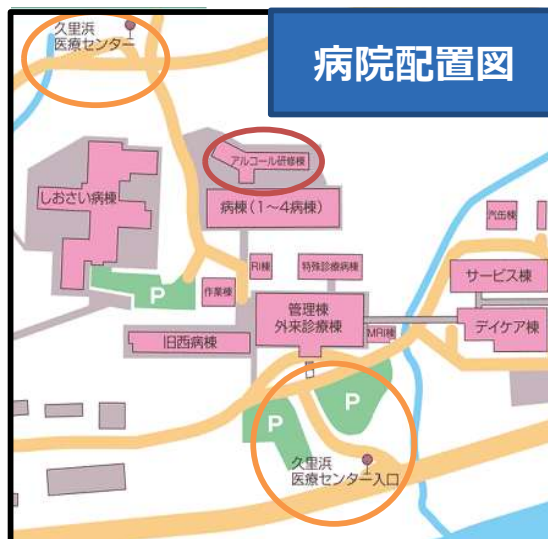 久里浜
医療センター
病院配置図
アルコール研修棟
しおさい病棟
病棟(1～4病棟)
汽缶棟
RI棟
特殊診療病棟
サービス棟
P
作業棟
管理棟
外来診療棟
MRI棟
デイケア棟
旧西病棟
P
P
久里浜
医療センター入口